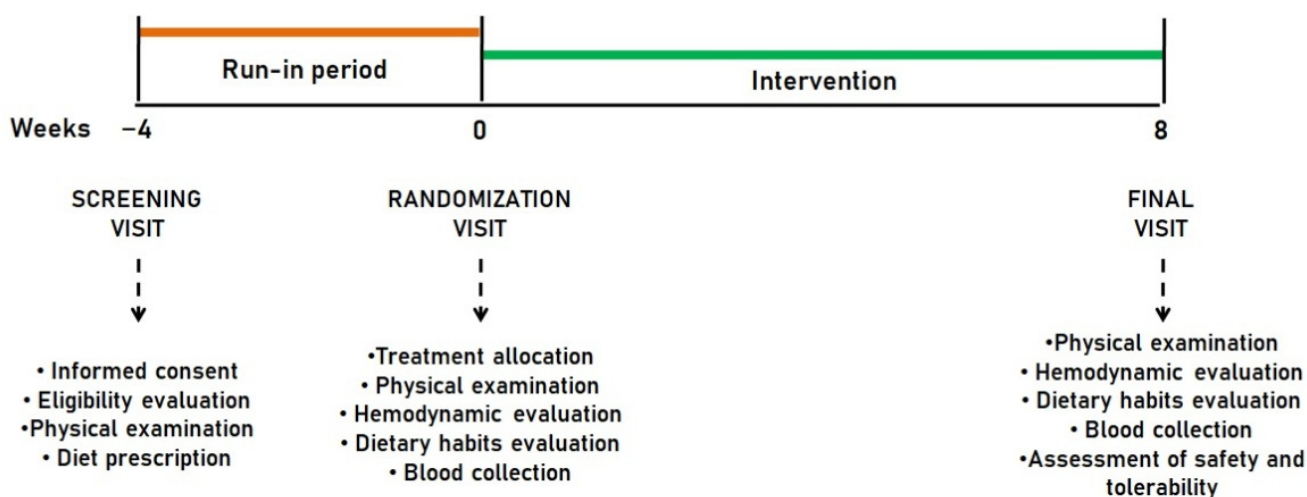 Run-in period
Intervention
Weeks −4 0 8
SCREENING
VISIT
RANDOMIZATION
VISIT
FINAL
VISIT
• Informed consent
• Eligibility evaluation
•Physical examination
• Diet prescription
•Treatment allocation
• Physical examination
• Hemodynamic evaluation
• Dietary habits evaluation
• Blood collection
•Physical examination
• Hemodynamic evaluation
• Dietary habits evaluation
• Blood collection
•Assessment of safety and
tolerability